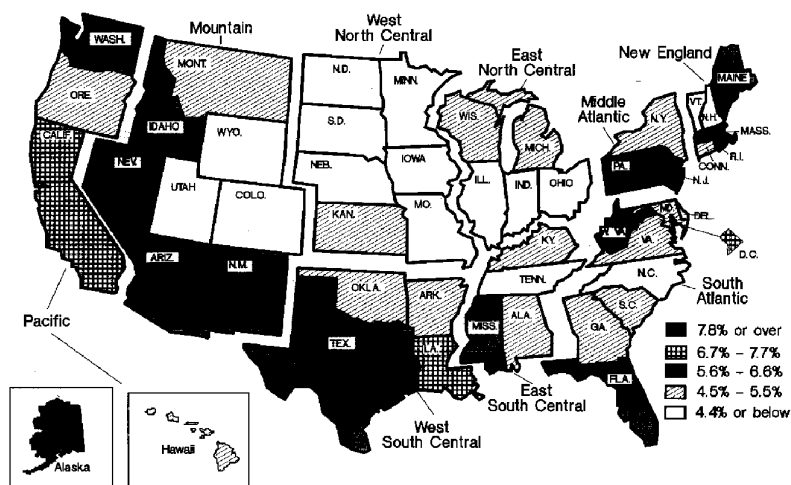 West
North Central
Mountain
East
North Central
New England
Middle
Atlantic
WASH.
MONT.
N.D.
MINN.
MAINE
VT.
N.H.
ORE.
IDAHO
S.D.
WIS.
MICH.
N.Y.
MASS.
R.I.
CONN.
WYO.
CALIF.
NEV.
NEB.
IOWA
PA.
N.J.
UTAH
COLO.
ILL.
IND.
OHIO
MD.
DEL.
KAN.
MO.
W. VA.
VA.
D.C.
KY.
ARIZ.
N.M.
OKLA.
ARK.
TENN.
N.C.
South
Atlantic
S.C.
Pacific
TEX.
LA.
MISS.
ALA.
GA.
FLA.
East
South Central
West
South Central
Alaska
Hawaii
7.8% or over
6.7% - 7.7%
5.6% - 6.6%
4.5% - 5.5%
4.4% or below